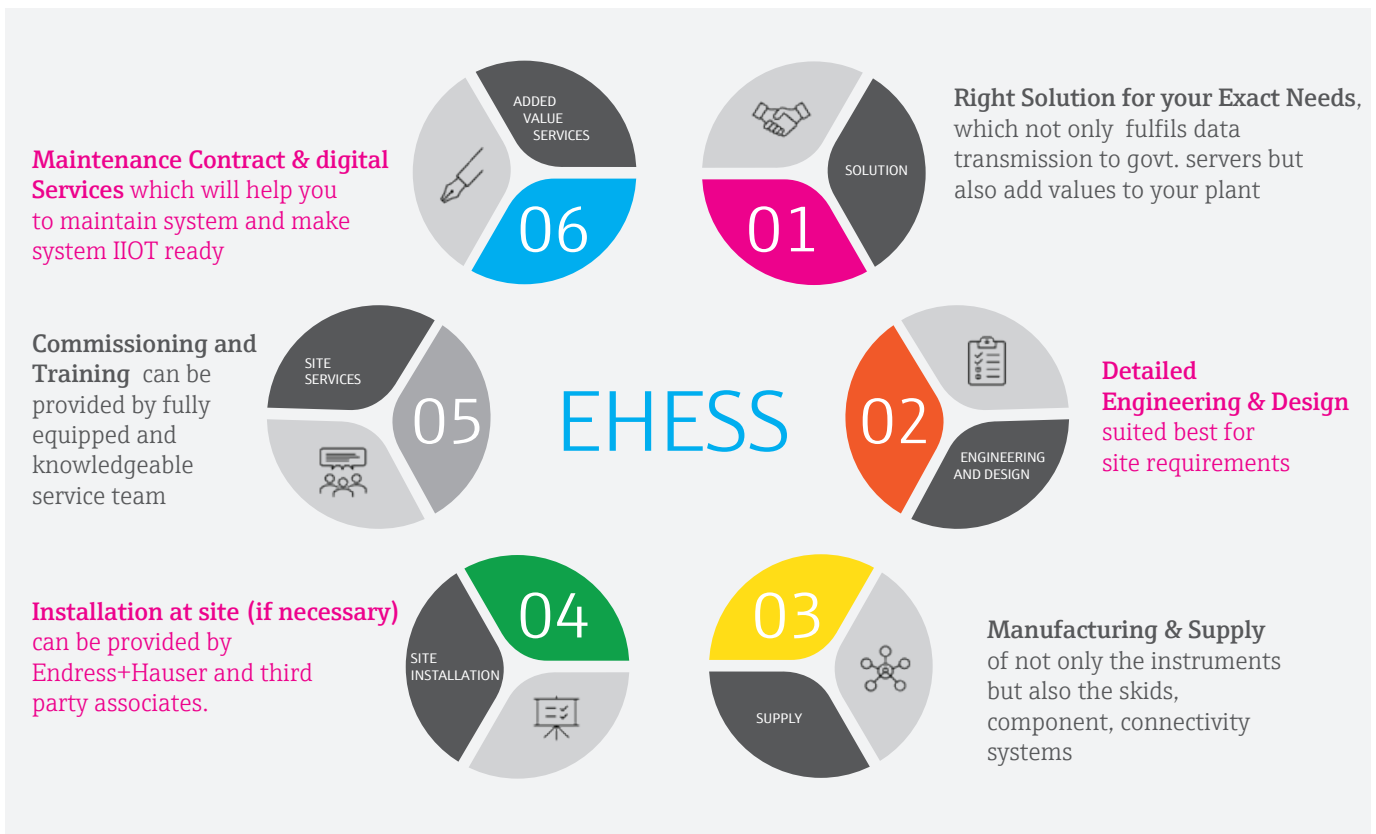 ADDED
VALUE
SERVICES
06
Maintenance Contract & digital
Services which will help you
to maintain system and make
system IIOT ready
SOLUTION
01
Right Solution for your Exact Needs,
which not only fulfils data
transmission to govt. servers but
also add values to your plant
Commissioning and
Training can be
provided by fully
equipped and
knowledgeable
service team
SITE
SERVICES
05
EHESS
02
ENGINEERING
AND DESIGN
Detailed
Engineering & Design
suited best for
site requirements
Installation at site (if necessary)
can be provided by
Endress+Hauser and third
party associates.
04
SITE
INSTALLATION
03
SUPPLY
Manufacturing & Supply
of not only the instruments
but also the skids,
component, connectivity
systems